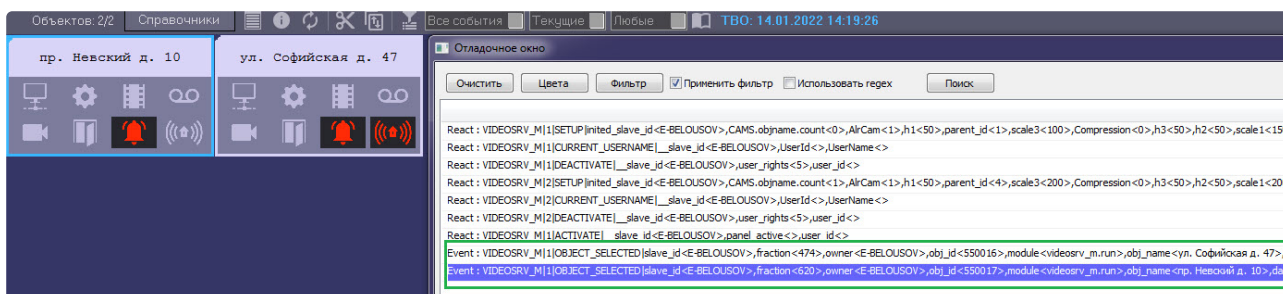 Объектов: 2/2 Справочники Все события Текущие Любые ТВО: 14.01.2022 14:19:26
пр. Невский д. 10 ул. Софийская д. 47
Отладочное окно
Очистить Цвета Фильтр Применить фильтр Использовать regex Поиск
React : VIDEOSRV_M|1|SETUP|inited_slave_id<E-BELOUSOV>,CAMS.objname.count<0>,AlrCam<1>,h1<50>,parent_id<1>,scale3<100>,Compression<0>,h3<50>,h2<50>,scale1<15
React : VIDEOSRV_M|1|CURRENT_USERNAME|__slave_id<E-BELOUSOV>,UserId<>,UserName<>
React : VIDEOSRV_M|1|DEACTIVATE|__slave_id<E-BELOUSOV>,user_rights<5>,user_id<>
React : VIDEOSRV_M|2|SETUP|inited_slave_id<E-BELOUSOV>,CAMS.objname.count<1>,AlrCam<1>,h1<50>,parent_id<4>,scale3<200>,Compression<0>,h3<50>,h2<50>,scale1<20
React : VIDEOSRV_M|2|CURRENT_USERNAME|__slave_id<E-BELOUSOV>,UserId<>,UserName<>
React : VIDEOSRV_M|2|DEACTIVATE|__slave_id<E-BELOUSOV>,user_rights<5>,user_id<>
React : VIDEOSRV_M|1|ACTIVATE|__slave_id<E-BELOUSOV>,panel_active<>,user_id<>
Event : VIDEOSRV_M|1|OBJECT_SELECTED|slave_id<E-BELOUSOV>,fraction<474>,owner<E-BELOUSOV>,obj_id<550016>,module<videosrv_m.run>,obj_name<ул. Софийская д. 47>,
Event : VIDEOSRV_M|1|OBJECT_SELECTED|slave_id<E-BELOUSOV>,fraction<620>,owner<E-BELOUSOV>,obj_id<550017>,module<videosrv_m.run>,obj_name<пр. Невский д. 10>,da